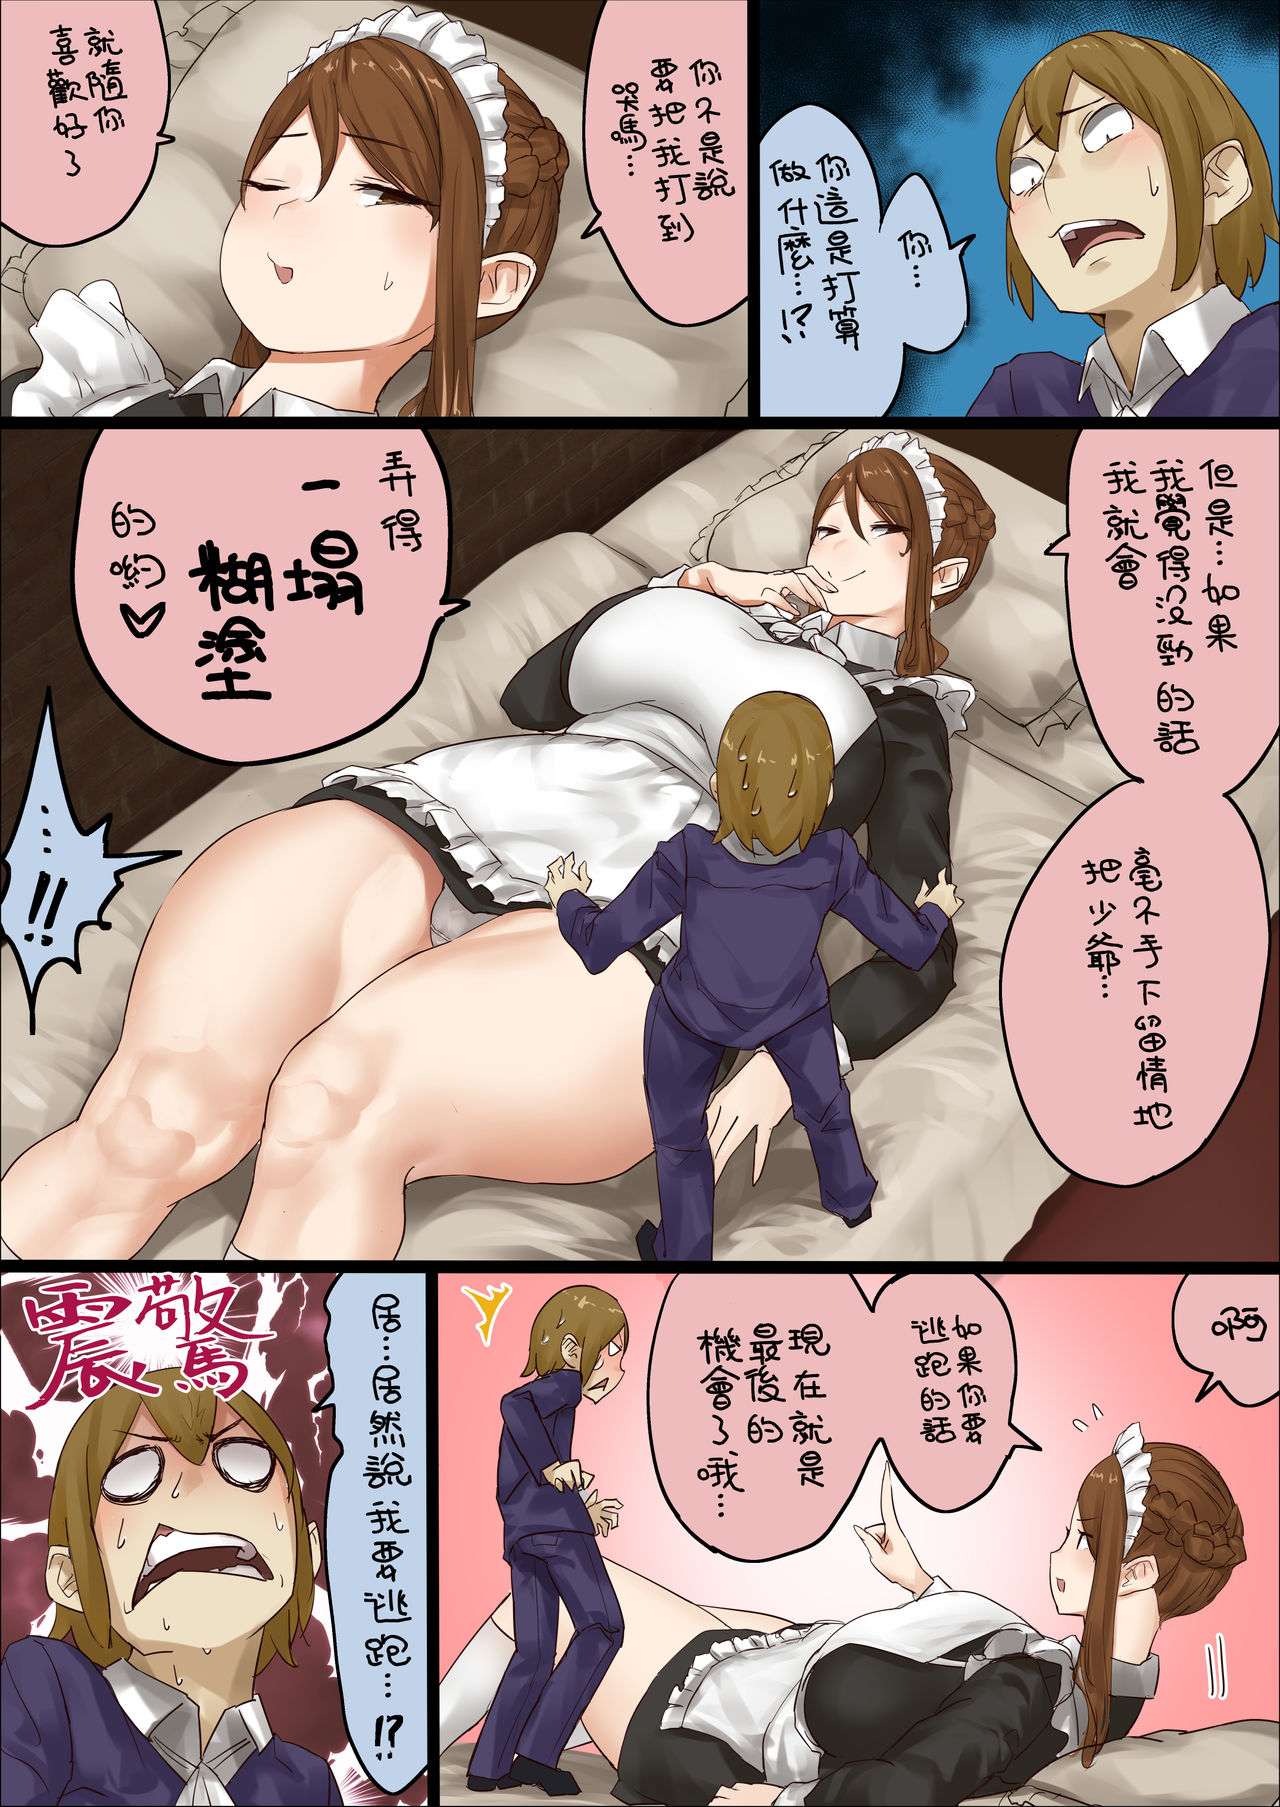 你…
你這是打算
做什麼…!?
你不是說
要把我打到
哭嗎…
就隨你
喜歡好了
但是…如果
我覺得沒勁的話
我就會
毫不手下留情地
把少爺…
弄得
一塌
糊塗
的喲♡
…!!
啊
如果你要
逃跑的話
現在就是
最後的
機會了哦…
居…居然說我要逃跑…!?
震驚